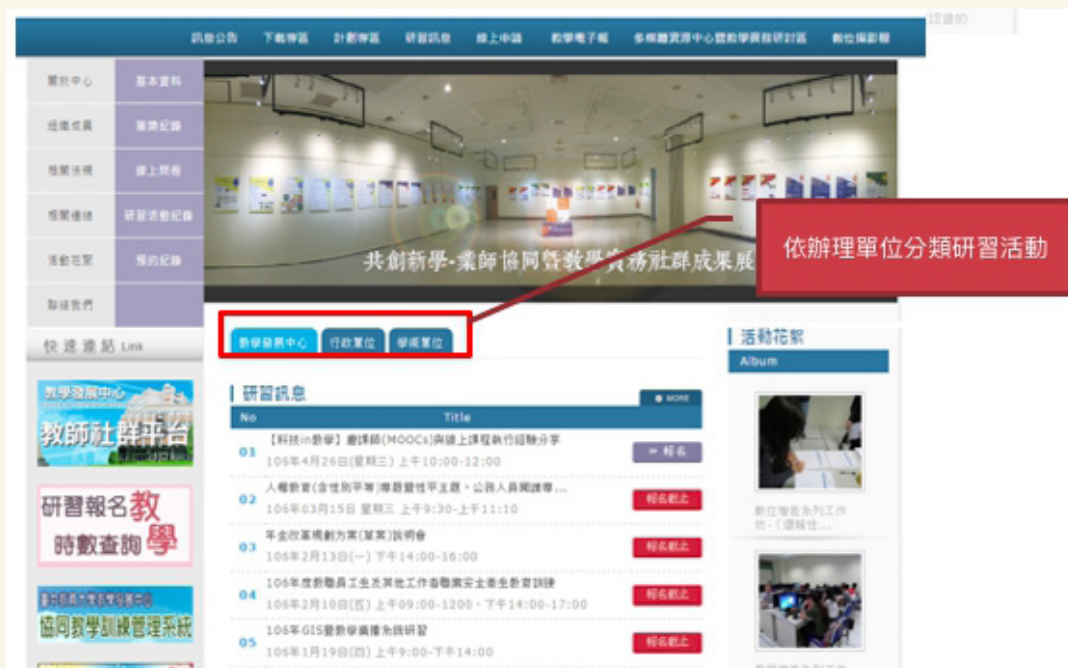 訊息公告 下載專區 計劃專區 研習訊息 線上申請 教學電子報 多媒體資源中心暨教學實務研討區 數位攝影棚
關於中心 基本資料
組織成員
相關法規 線上問卷
相關連結 研習活動紀錄
活動花絮 預約紀錄
聯絡我們
共創新學-業師協同暨教學實務社群成果展
依辦理單位分類研習活動
快速連結 Link
教學發展中心 行政單位 學術單位
活動花絮
Album
教學發展中心
教師社群平台
研習報名教
時數查詢學
協同教學訓練管理系統
研習訊息
MORE
No Title
01 【科技in教學】磨課師(MOOCs)與線上課程執行經驗分享
106年4月26日(星期三) 上午10:00-12:00
報名
02 人權教育(含性別平等)專題暨性平主題、公務人員閱讀專...
106年03月15日 星期三 上午9:30-上午11:10
報名截止
03 年金改革規劃方案(草案)說明會
106年2月13日(一) 下午14:00-16:00
報名截止
04 106年度教職員工生及其他工作者職業安全衛生教育訓練
106年2月10日(五) 上午09:00-1200、下午14:00-17:00
報名截止
05 106年GIS暨教學廣播系統研習
106年1月19日(四) 上午9:00-下午14:00
報名截止
數位增能系列工作